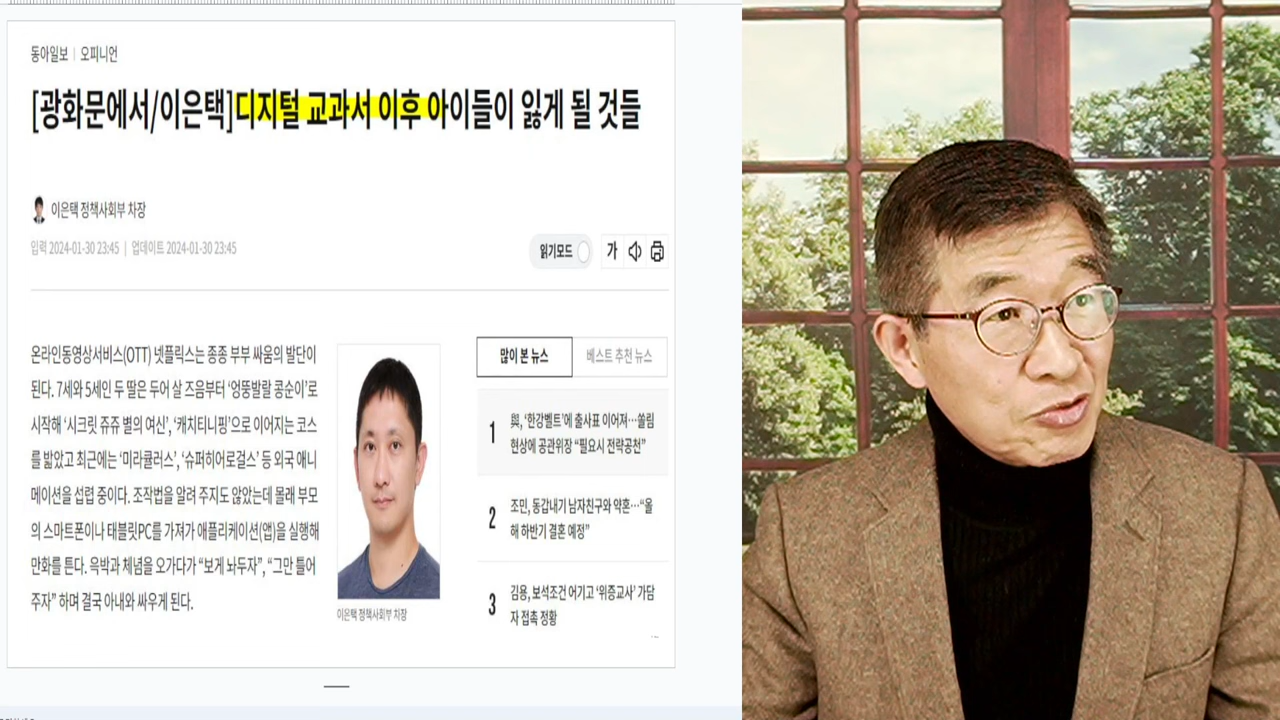 동아일보 | 오피니언
[광화문에서/이은택]디지털 교과서 이후 아이들이 잃게 될 것들
이은택 정책사회부 차장
입력 2024-01-30 23:45 | 업데이트 2024-01-30 23:45
읽기모드
가
온라인동영상서비스(OTT) 넷플릭스는 종종 부부 싸움의 발단이
된다. 7세와 5세인 두 딸은 두어 살 즈음부터 ‘엉뚱발랄 콩순이’로
시작해 ‘시크릿 쥬쥬 별의 여신’, ‘캐치티니핑’으로 이어지는 코스
를 밟았고 최근에는 ‘미라큘러스’, ‘슈퍼히어로걸스’ 등 외국 애니
메이션을 섭렵 중이다. 조작법을 알려 주지도 않았는데 몰래 부모
의 스마트폰이나 태블릿PC를 가져가 애플리케이션(앱)을 실행해
만화를 튼다. 윽박과 체념을 오가다가 “보게 놔두자”, “그만 틀어
주자” 하며 결국 아내와 싸우게 된다.
이은택 정책사회부 차장
많이 본 뉴스
베스트 추천 뉴스
1
與, ‘한강벨트’에 출사표 이어져…쏠림
현상에 공관위장 “필요시 전략공천”
2
조민, 동갑내기 남자친구와 약혼…“올
해 하반기 결혼 예정”
3
김용, 보석조건 어기고 ‘위증교사’ 가담
자 접촉 정황